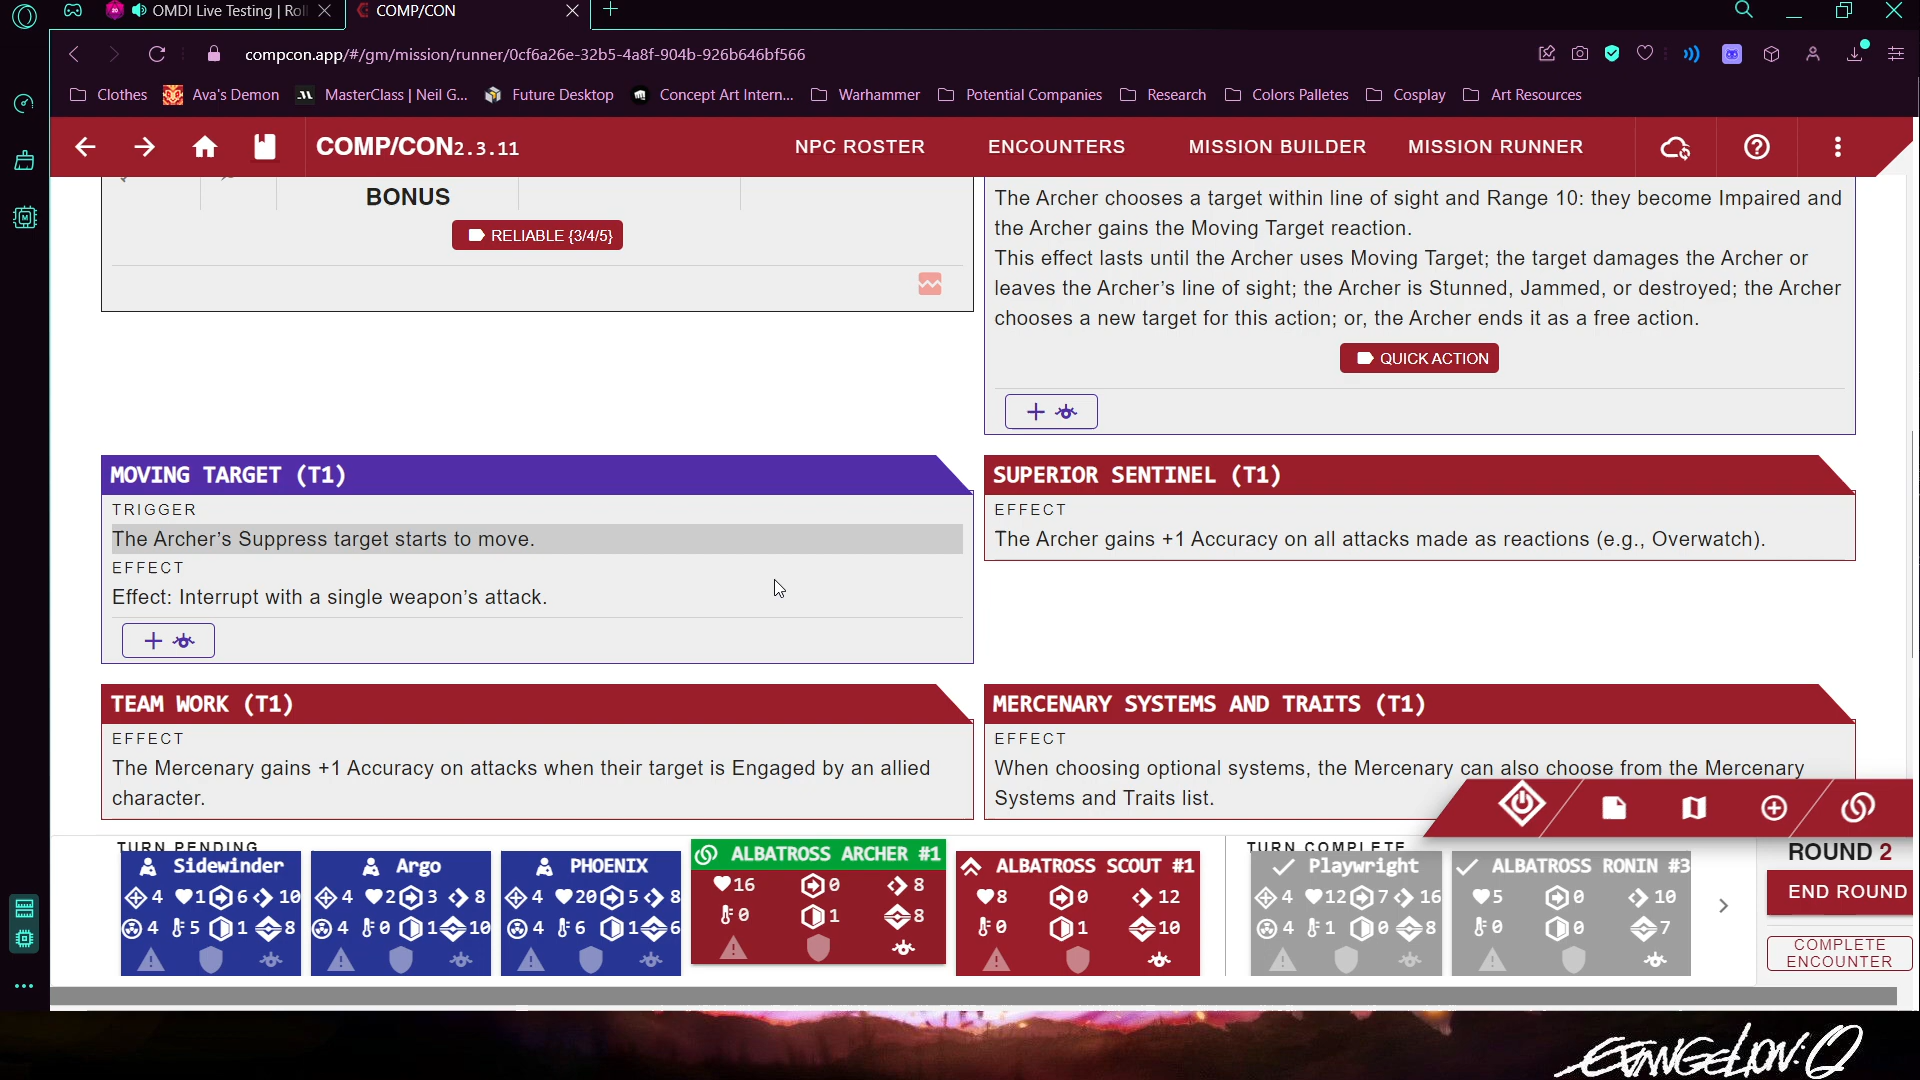 OMDI Live Testing | Rol
COMP/CON
compcon.app/#/gm/mission/runner/0cf6a26e-32b5-4a8f-904b-926b646bf566
Clothes
Ava's Demon
MasterClass | Neil G...
Future Desktop
Concept Art Intern...
Warhammer
Potential Companies
Research
Colors Palletes
Cosplay
Art Resources
COMP/CON2.3.11
NPC ROSTER
ENCOUNTERS
MISSION BUILDER
MISSION RUNNER
BONUS
RELIABLE {3/4/5}
The Archer chooses a target within line of sight and Range 10: they become Impaired and
the Archer gains the Moving Target reaction.
This effect lasts until the Archer uses Moving Target; the target damages the Archer or
leaves the Archer's line of sight; the Archer is Stunned, Jammed, or destroyed; the Archer
chooses a new target for this action; or, the Archer ends it as a free action.
QUICK ACTION
MOVING TARGET (T1)
TRIGGER
The Archer's Suppress target starts to move.
EFFECT
Effect: Interrupt with a single weapon's attack.
SUPERIOR SENTINEL (T1)
EFFECT
The Archer gains +1 Accuracy on all attacks made as reactions (e.g., Overwatch).
TEAM WORK (T1)
EFFECT
The Mercenary gains +1 Accuracy on attacks when their target is Engaged by an allied
character.
MERCENARY SYSTEMS AND TRAITS (T1)
EFFECT
When choosing optional systems, the Mercenary can also choose from the Mercenary
Systems and Traits list.
TURN PENDING
Sidewinder
4 1 6 10
4 5 1 8
Argo
4 2 3 8
4 0 1 10
PHOENIX
4 20 5 8
4 6 1 6
ALBATROSS ARCHER #1
16 0 8
0 1 8
ALBATROSS SCOUT #1
8 0 12
0 1 10
TURN COMPLETE
Playwright
4 12 7 16
4 1 0 8
ALBATROSS RONIN #3
5 0 10
0 0 7
ROUND 2
END ROUND
COMPLETE
ENCOUNTER
EVANGELION:Q